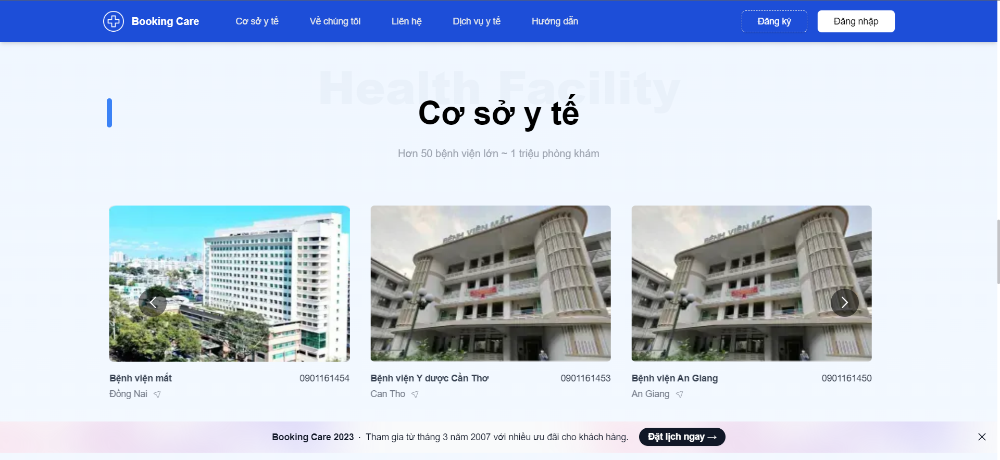 Booking Care
Cơ sở y tế
Về chúng tôi
Liên hệ
Dịch vụ y tế
Hướng dẫn
Đăng ký
Đăng nhập
Health Facility
Cơ sở y tế
Hơn 50 bệnh viện lớn ~ 1 triệu phòng khám
BỆNH VIỆN MẮT
BỆNH VIỆN MẮT
Bệnh viện mắt 0901161454
Đồng Nai
Bệnh viện Y dược Cần Thơ 0901161453
Can Tho
Bệnh viện An Giang 0901161450
An Giang
Booking Care 2023 · Tham gia từ tháng 3 năm 2007 với nhiều ưu đãi cho khách hàng. Đặt lịch ngay →